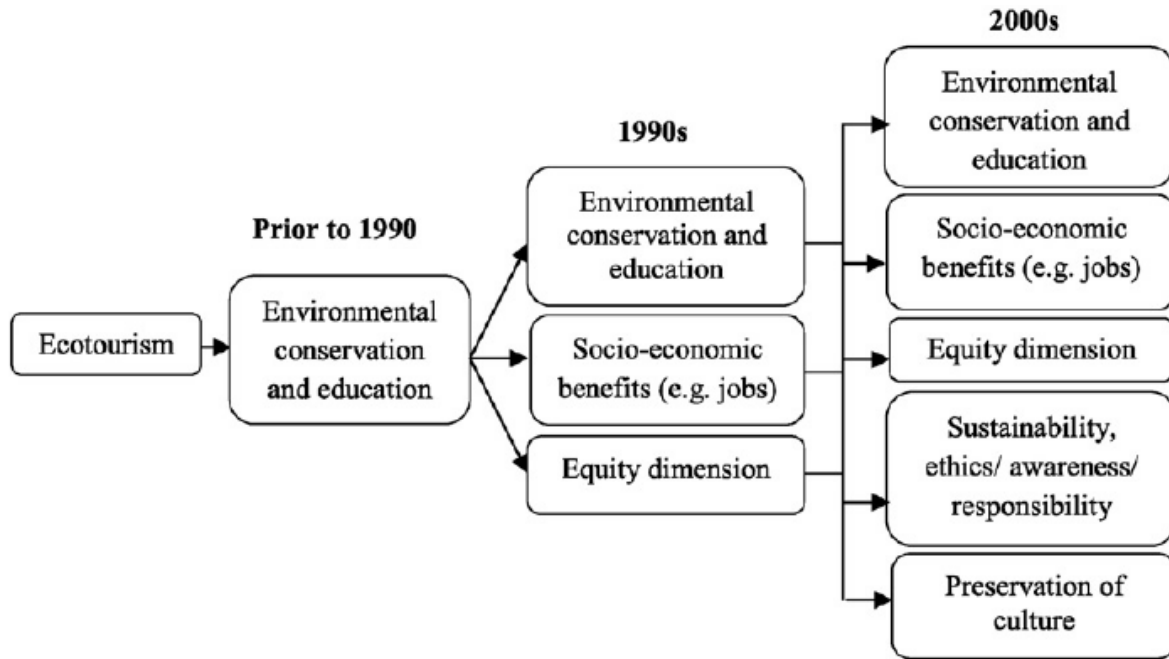 Ecotourism
Prior to 1990
Environmental
conservation
and education
1990s
Environmental
conservation and
education
Socio-economic
benefits (e.g. jobs)
Equity dimension
2000s
Environmental
conservation and
education
Socio-economic
benefits (e.g. jobs)
Equity dimension
Sustainability,
ethics/ awareness/
responsibility
Preservation of
culture